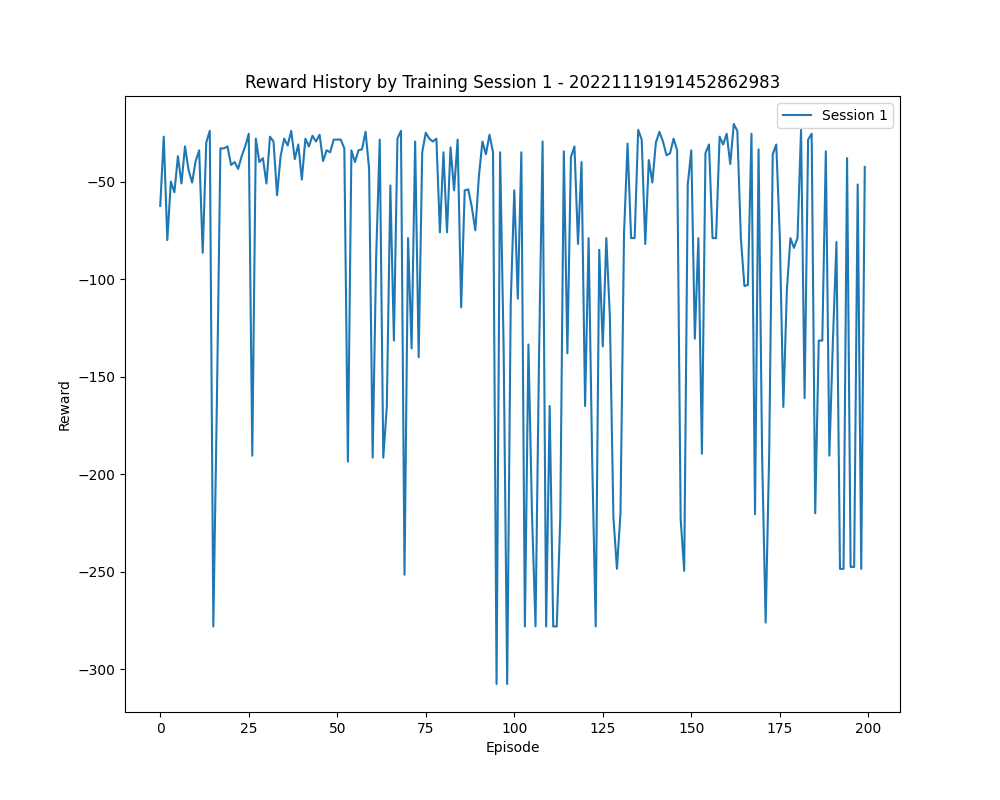 Reward History by Training Session 1 - 20221119191452862983
Session 1
−50
−100
−150
−200
−250
−300
Reward
0 25 50 75 100 125 150 175 200
Episode